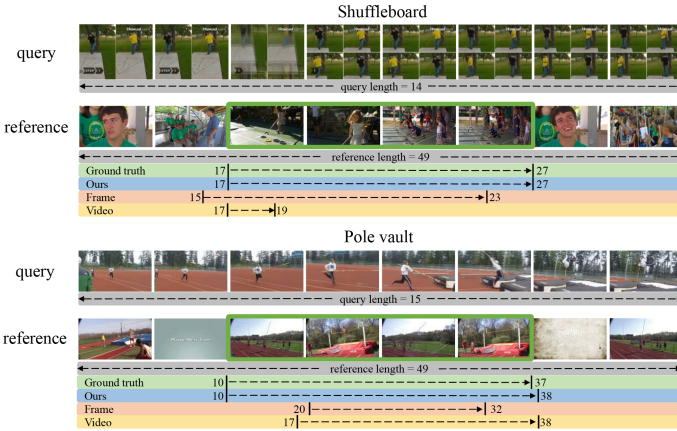 Shuffleboard
query
query length = 14
reference
reference length = 49
Ground truth 17 27
Ours 17 27
Frame 15 23
Video 17 19
Pole vault
query
query length = 15
reference
reference length = 49
Ground truth 10 37
Ours 10 38
Frame 20 32
Video 17 38